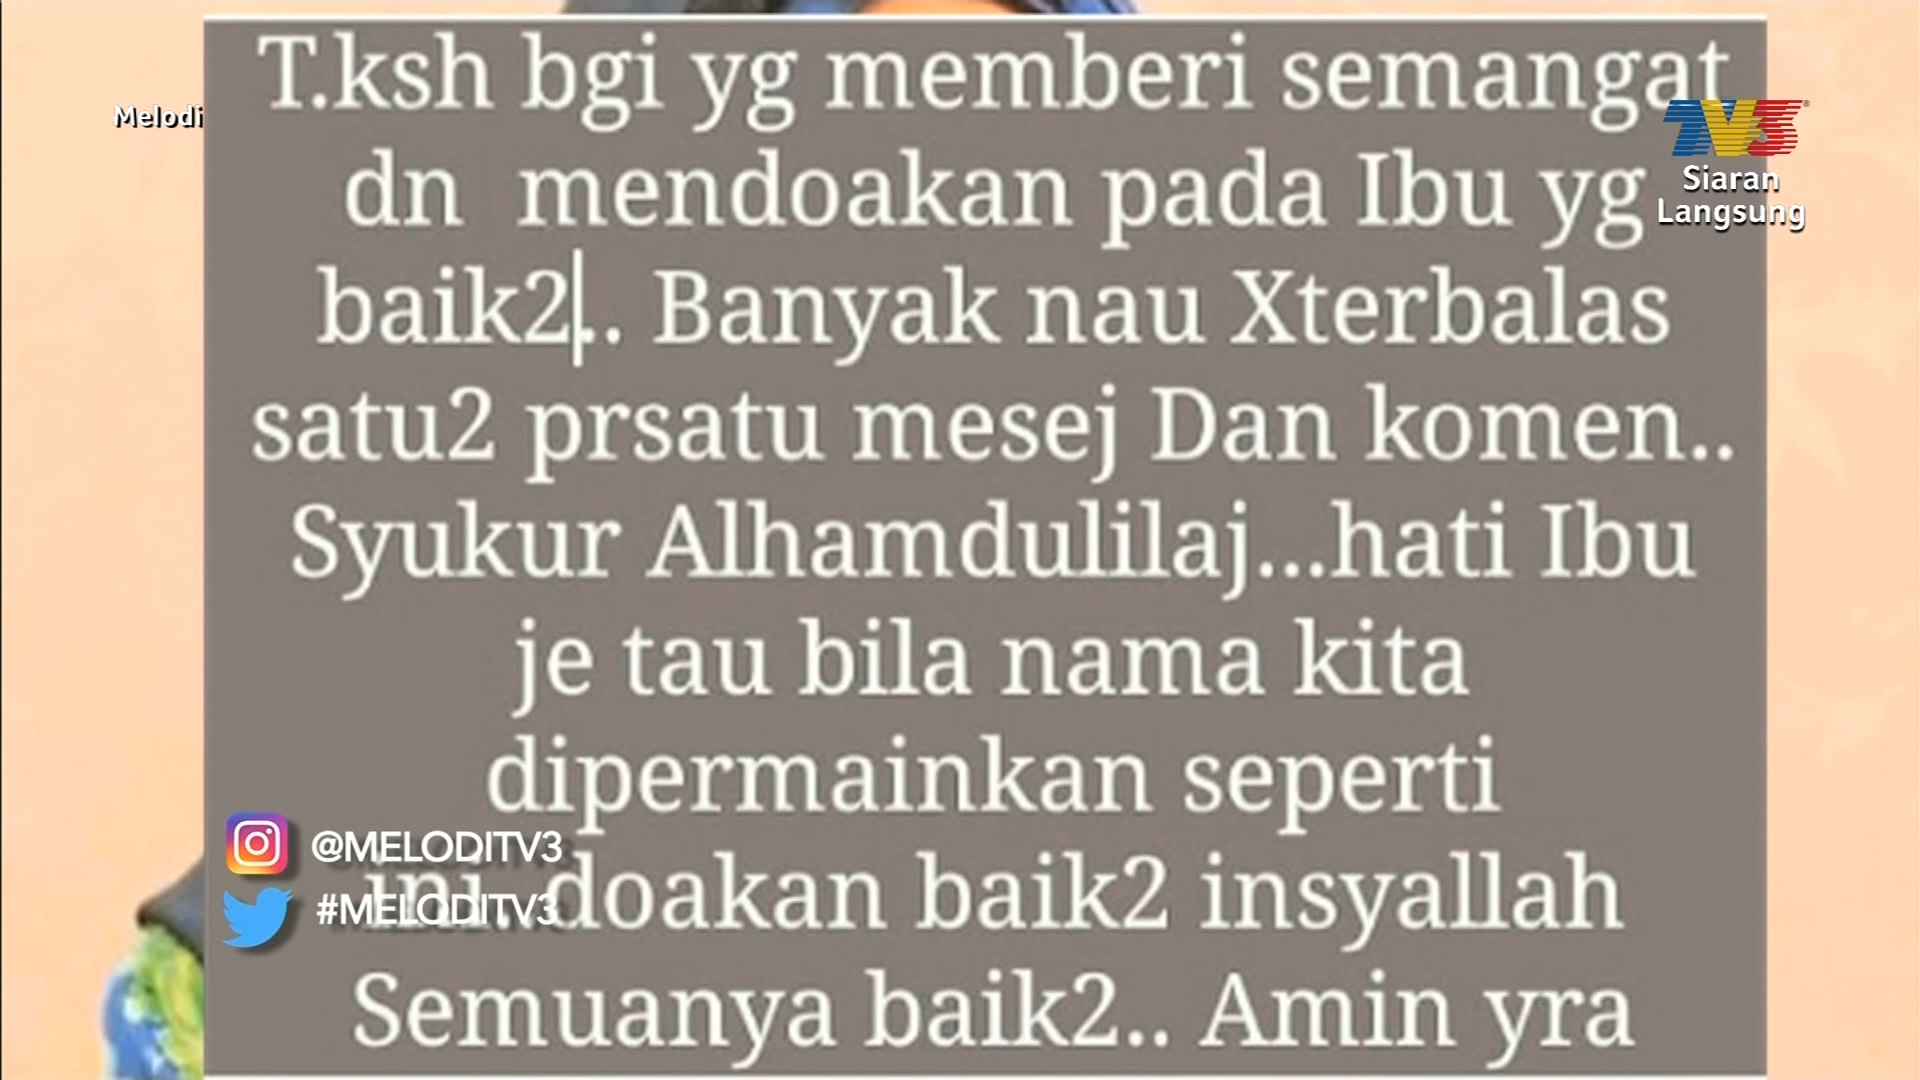 T.ksh bgi yg memberi semangat
Melodi
TV3
dn mendoakan pada Ibu yg
Siaran
Langsung
baik2.. Banyak nau Xterbalas
satu2 prsatu mesej Dan komen..
Syukur Alhamdulilaj...hati Ibu
je tau bila nama kita
dipermainkan seperti
@MELODITV3
ini..doakan baik2 insyallah
#MELODITV3
Semuanya baik2.. Amin yra